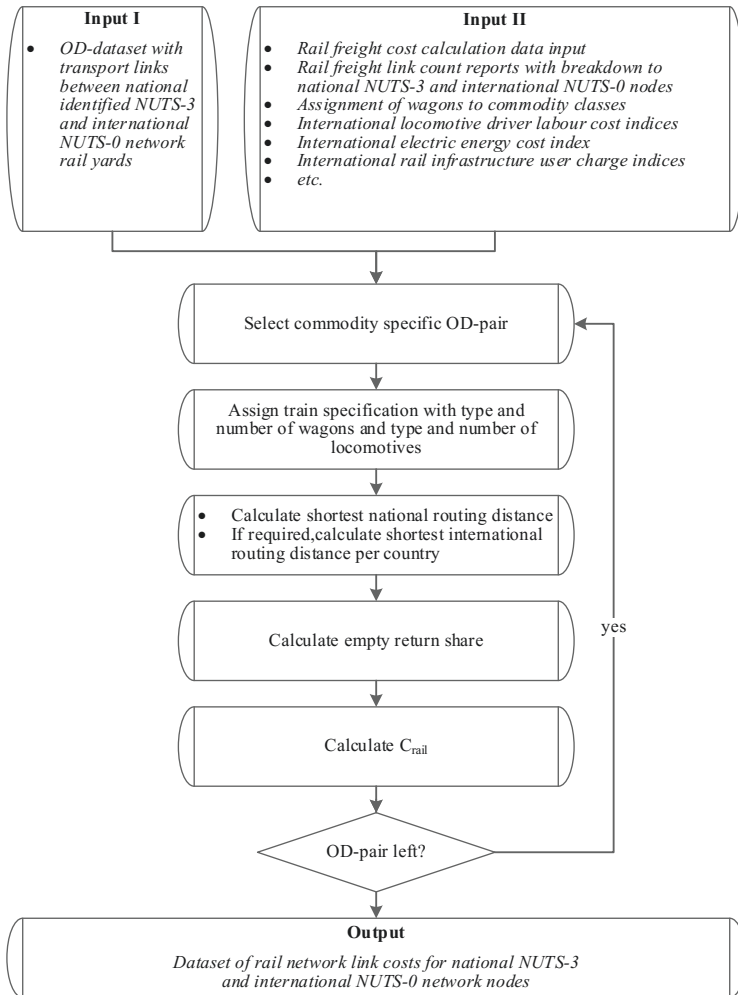 Input I
• OD-dataset with
transport links
between national
identified NUTS-3
and international
NUTS-0 network
rail yards
Input II
• Rail freight cost calculation data input
• Rail freight link count reports with breakdown to
national NUTS-3 and international NUTS-0 nodes
• Assignment of wagons to commodity classes
• International locomotive driver labour cost indices
• International electric energy cost index
• International rail infrastructure user charge indices
• etc.
Select commodity specific OD-pair
Assign train specification with type and
number of wagons and type and number of
locomotives
• Calculate shortest national routing distance
• If required,calculate shortest international
routing distance per country
Calculate empty return share
yes
Calculate Crail
OD-pair left?
Output
Dataset of rail network link costs for national NUTS-3
and international NUTS-0 network nodes